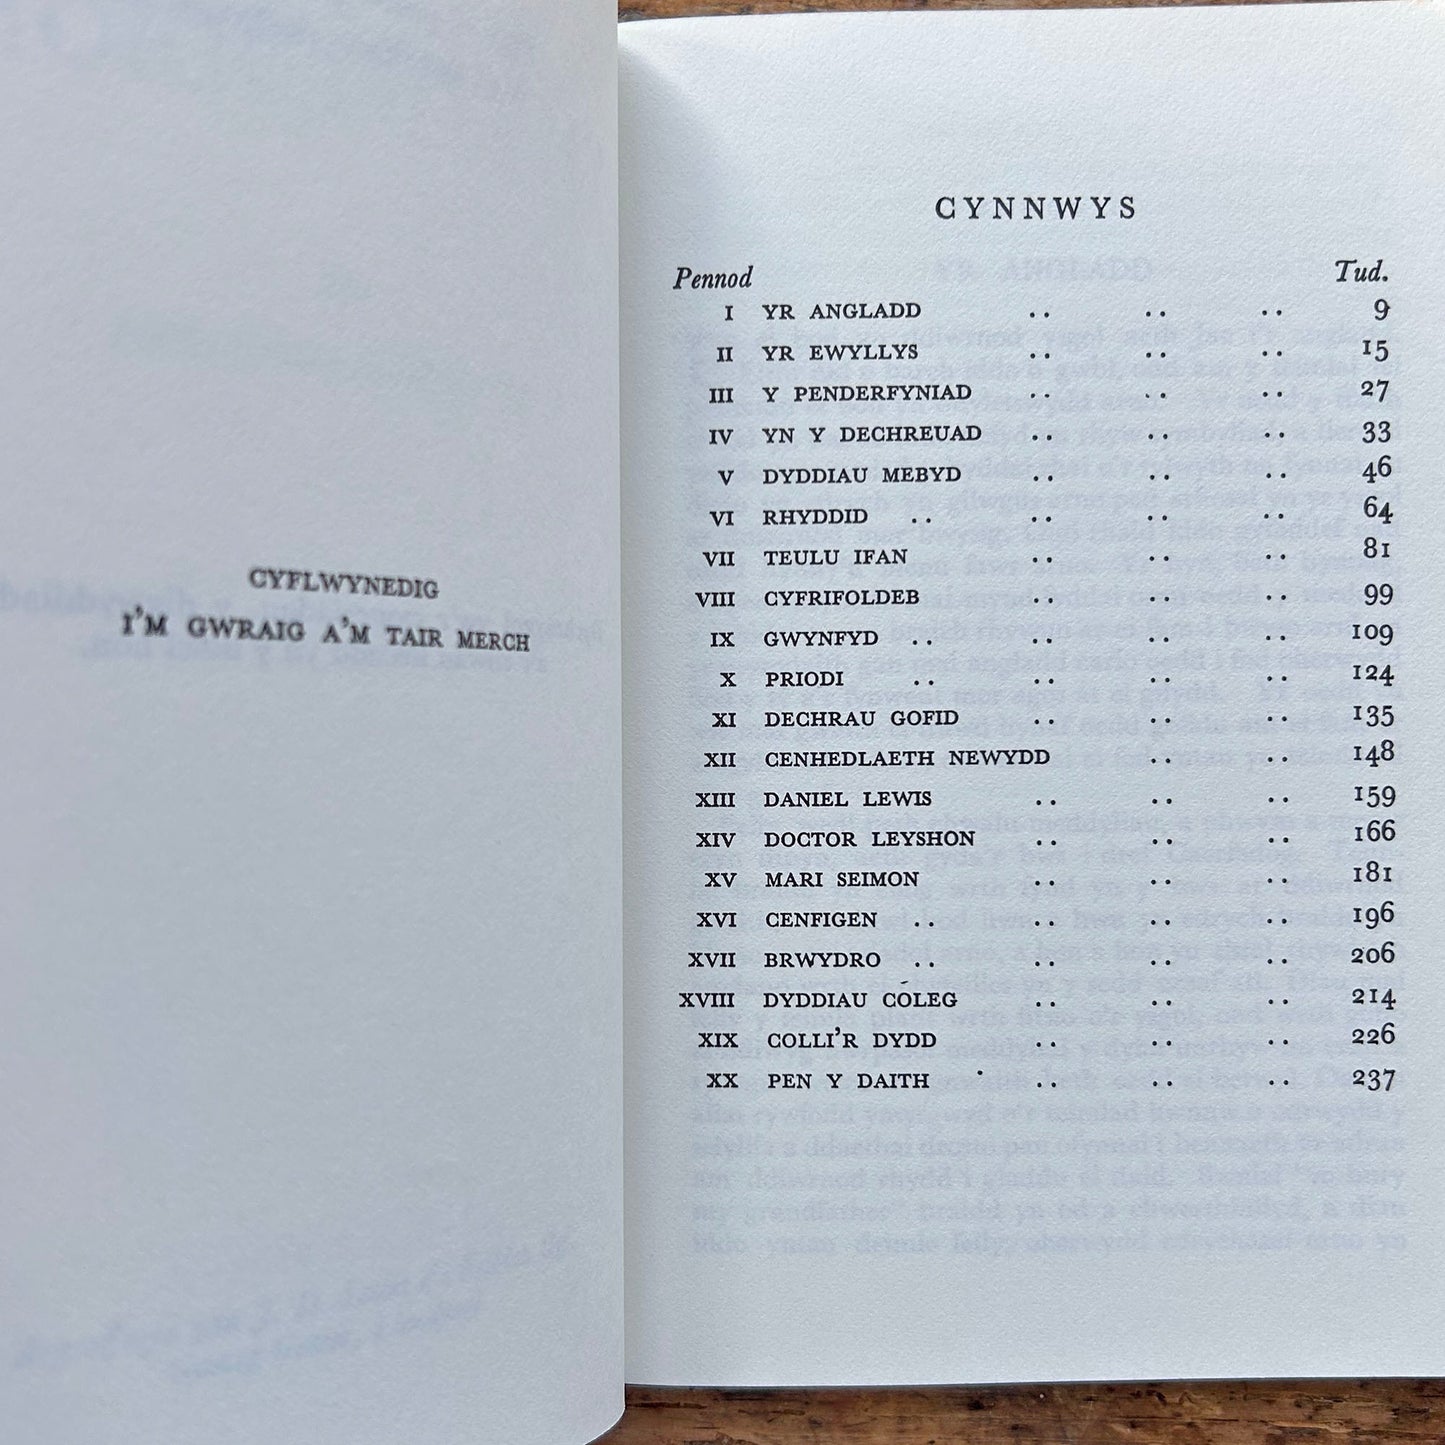 CYFLWYNEDIG
I'M GWRAIG A'M TAIR MERCH
CYNNWYS
Pennod Tud.
I YR ANGLADD .. .. .. 9
II YR EWYLLYS .. .. .. 15
III Y PENDERFYNIAD .. .. .. 27
IV YN Y DECHREUAD .. .. .. 33
V DYDDIAU MEBYD .. .. .. 46
VI RHYDDID .. .. .. .. 64
VII TEULU IFAN .. .. .. 81
VIII CYFRIFOLDEB .. .. .. 99
IX GWYNFYD .. .. .. .. 109
X PRIODI .. .. .. .. 124
XI DECHRAU GOFID .. .. .. 135
XII CENHEDLAETH NEWYDD .. .. 148
XIII DANIEL LEWIS .. .. .. 159
XIV DOCTOR LEYSHON .. .. .. 166
XV MARI SEIMON .. .. .. 181
XVI CENFIGEN .. .. .. .. 196
XVII BRWYDRO .. .. .. .. 206
XVIII DYDDIAU COLEG .. .. .. 214
XIX COLLI'R DYDD .. .. .. 226
XX PEN Y DAITH .. .. .. 237